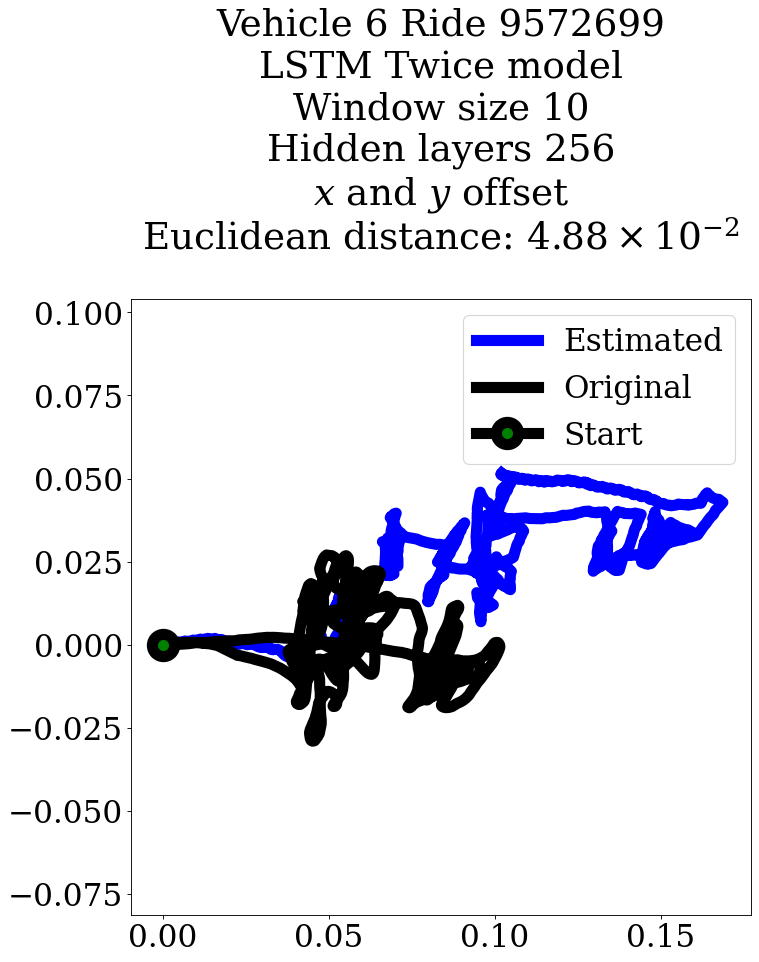 Vehicle 6 Ride 9572699
LSTM Twice model
Window size 10
Hidden layers 256
x and y offset
Euclidean distance: 4.88 × 10⁻²
Estimated
Original
Start
0.100
0.075
0.050
0.025
0.000
−0.025
−0.050
−0.075
0.00 0.05 0.10 0.15